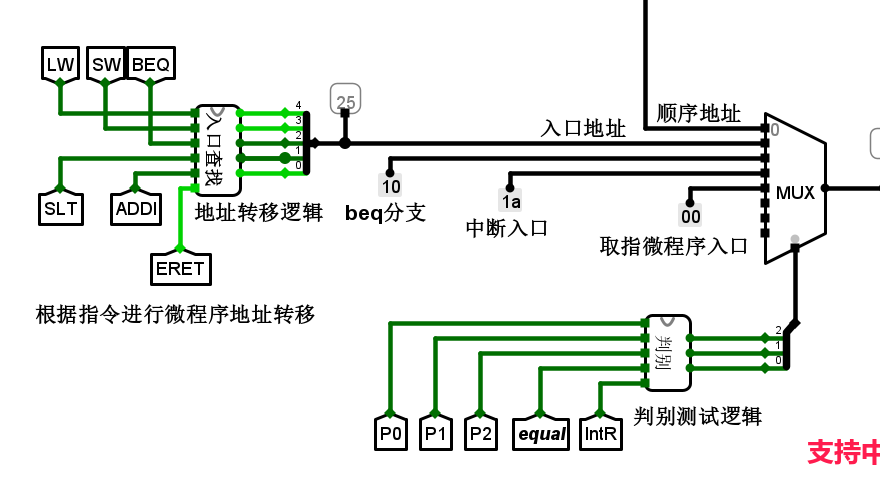 LW SW BEQ
入口查找
4
3
2
1
0
25
SLT ADDI
ERET
地址转移逻辑
根据指令进行微程序地址转移
入口地址
顺序地址
0
10
beq分支
1a
中断入口
00
取指微程序入口
MUX
判别
2
1
0
P0 P1 P2 equal IntR
判别测试逻辑
支持中